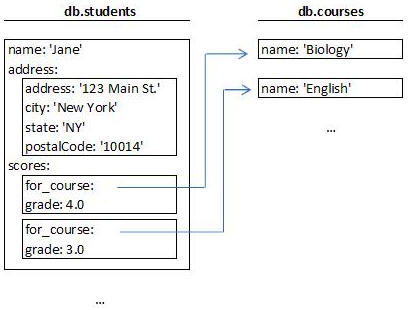 db.students
name: 'Jane'
address:
address: '123 Main St.'
city: 'New York'
state: 'NY'
postalCode: '10014'
scores:
for_course:
grade: 4.0
for_course:
grade: 3.0
...
db.courses
name: 'Biology'
name: 'English'
...